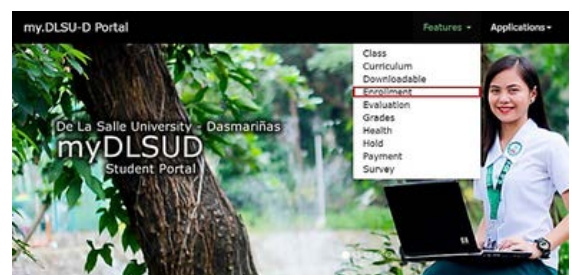 my.DLSU-D Portal
Features
Applications
Class
Curriculum
Downloadable
Enrollment
Evaluation
Grades
Health
Hold
Payment
Survey
De La Salle University - Dasmariñas
myDLSUD
Student Portal